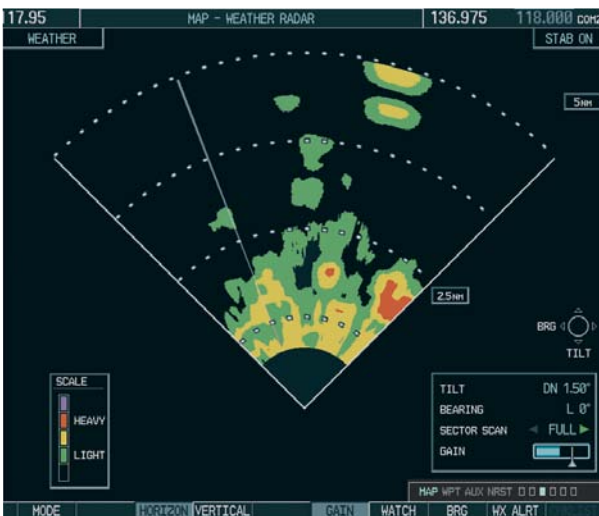 17.95
MAP - WEATHER RADAR
136.975
118.000 COM2
WEATHER
STAB ON
5NM
2.5NM
BRG
TILT
SCALE
HEAVY
LIGHT
TILT DN 1.50°
BEARING L 0°
SECTOR SCAN FULL
GAIN
MAP WPT AUX NRST
MODE HORIZON VERTICAL GAIN WATCH BRG WX ALRT